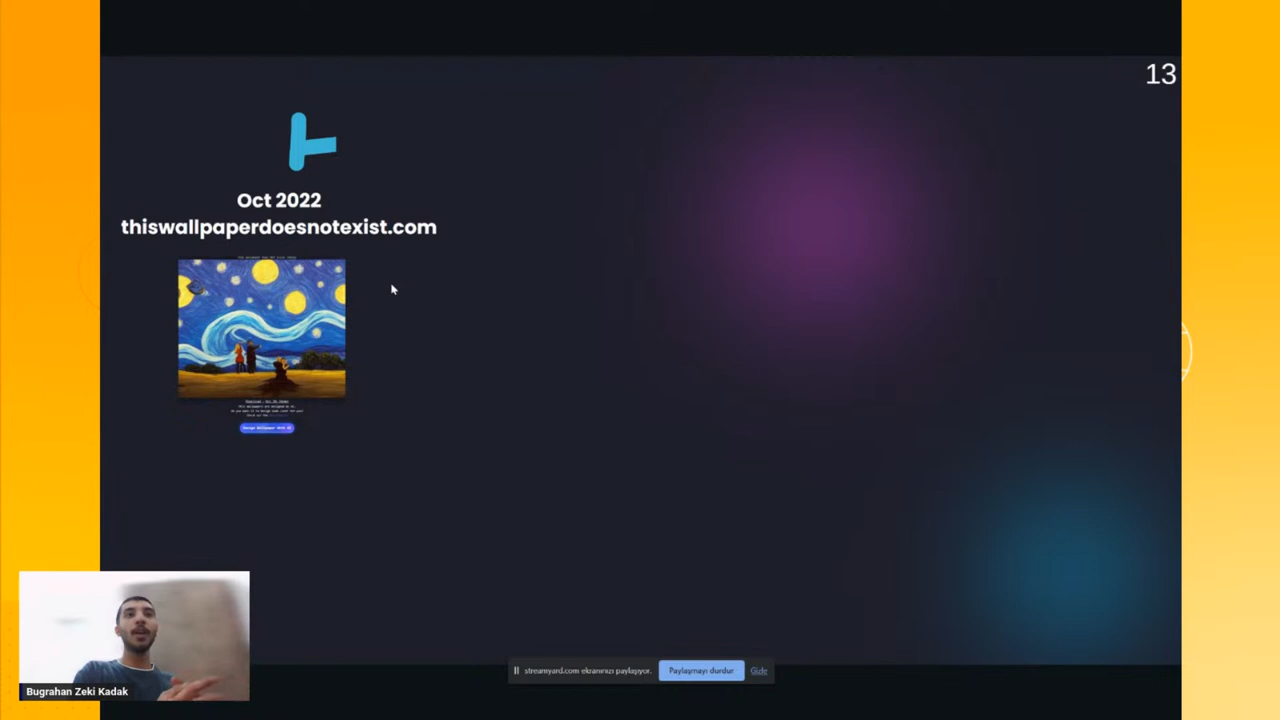 13
Oct 2022
thiswallpaperdoesnotexist.com
streamyard.com ekranınızı paylaşıyor.
Paylaşmayı durdur
Gizle
Bugrahan Zeki Kadak